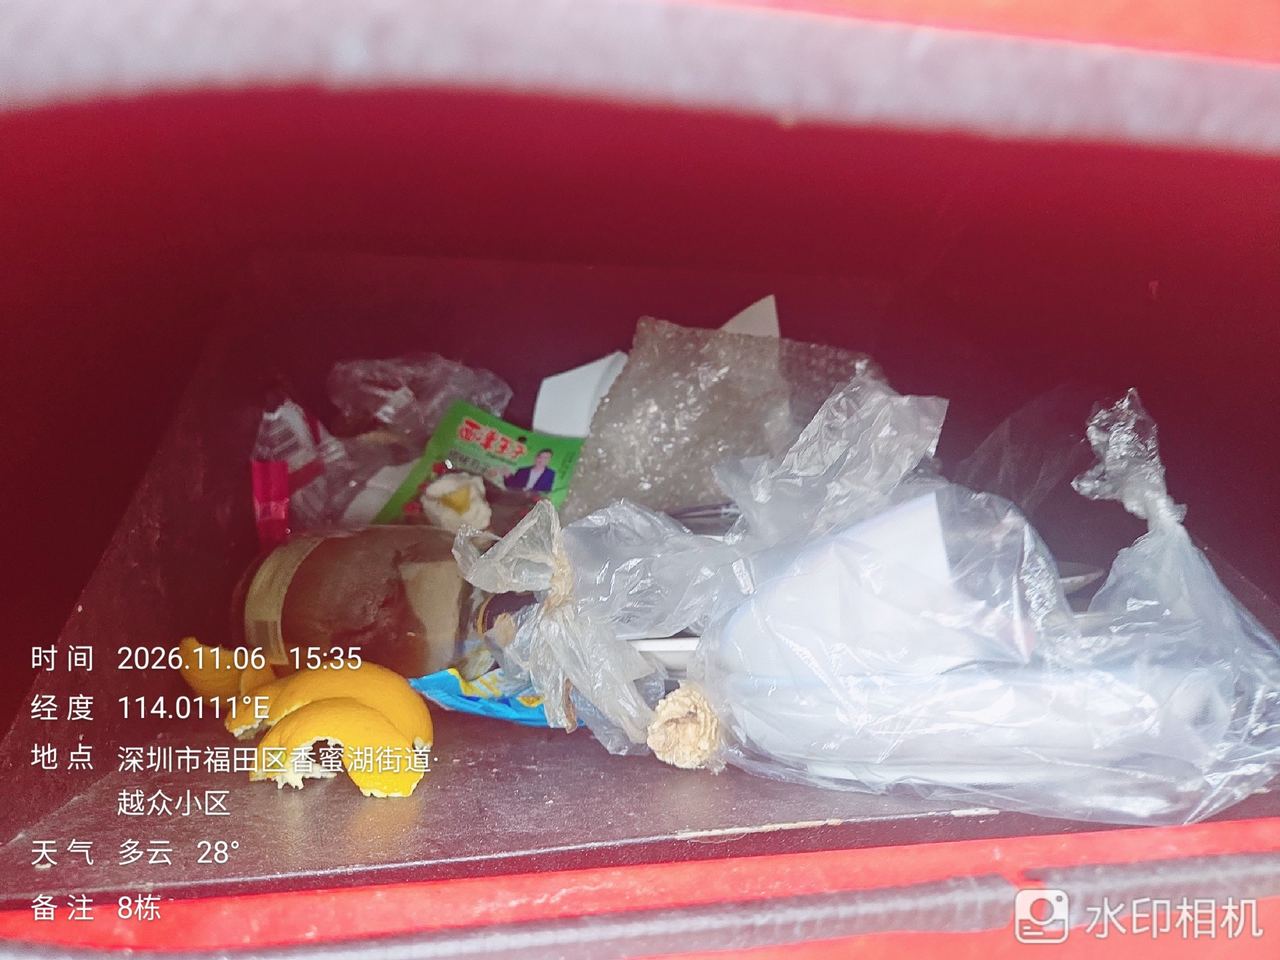 时间 2026.11.06 15:35
经度 114.0111°E
地点 深圳市福田区香蜜湖街道·
越众小区
天气 多云 28°
备注 8栋
水印相机